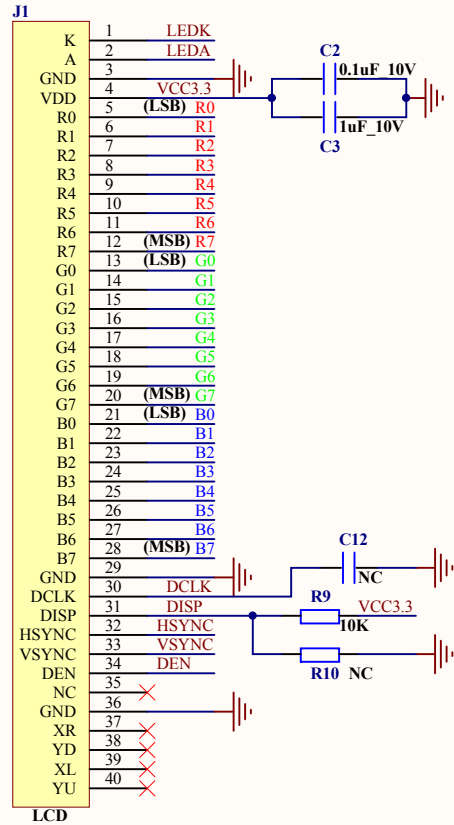 J1
K 1 LEDK
A 2 LEDA
GND 3
VDD 4 VCC3.3
R0 5 (LSB) R0
R1 6 R1
R2 7 R2
R3 8 R3
R4 9 R4
R5 10 R5
R6 11 R6
R7 12 (MSB) R7
G0 13 (LSB) G0
G1 14 G1
G2 15 G2
G3 16 G3
G4 17 G4
G5 18 G5
G6 19 G6
G7 20 (MSB) G7
B0 21 (LSB) B0
B1 22 B1
B2 23 B2
B3 24 B3
B4 25 B4
B5 26 B5
B6 27 B6
B7 28 (MSB) B7
GND 29
DCLK 30 DCLK
DISP 31 DISP
HSYNC 32 HSYNC
VSYNC 33 VSYNC
DEN 34 DEN
NC 35
GND 36
XR 37
YD 38
XL 39
YU 40
LCD
C2
0.1uF_10V
1uF_10V
C3
C12
NC
R9
VCC3.3
10K
R10 NC